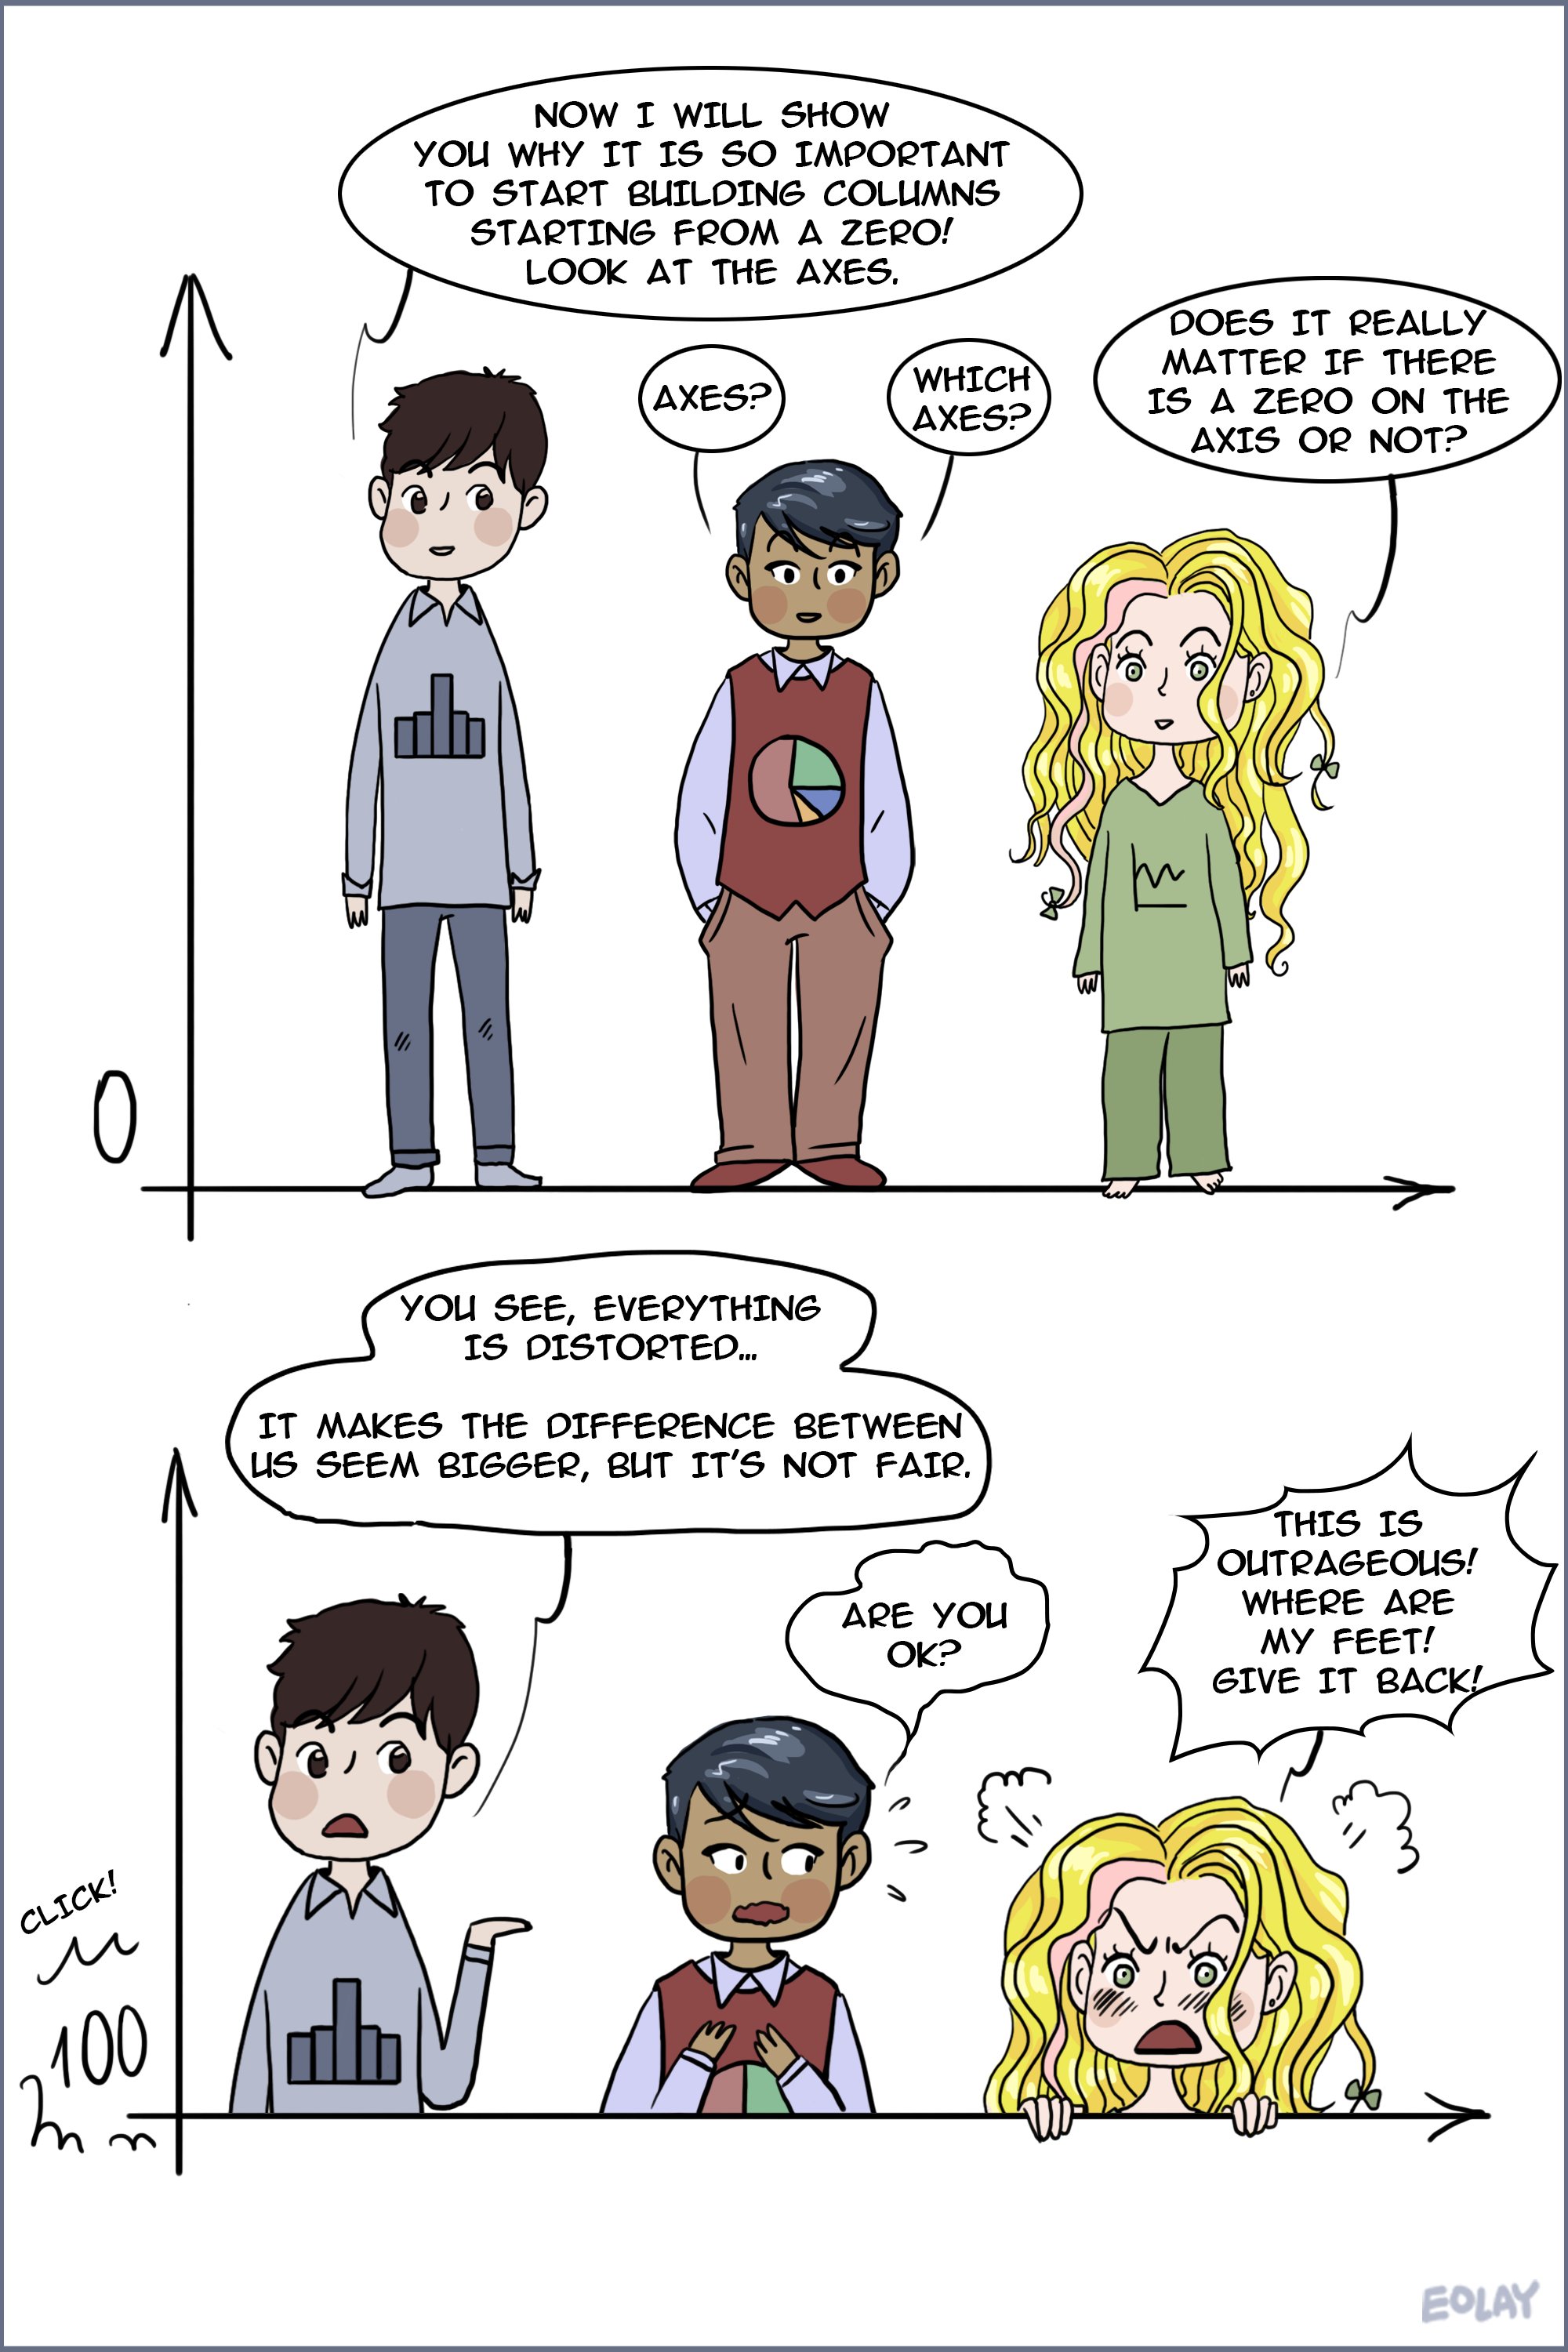 NOW I WILL SHOW
YOU WHY IT IS SO IMPORTANT
TO START BUILDING COLUMNS
STARTING FROM A ZERO!
LOOK AT THE AXES.
AXES?
WHICH
AXES?
DOES IT REALLY
MATTER IF THERE
IS A ZERO ON THE
AXIS OR NOT?
0
YOU SEE, EVERYTHING
IS DISTORTED...
IT MAKES THE DIFFERENCE BETWEEN
US SEEM BIGGER, BUT IT'S NOT FAIR.
ARE YOU
OK?
THIS IS
OUTRAGEOUS!
WHERE ARE
MY FEET!
GIVE IT BACK!
CLICK!
100
EOLAY